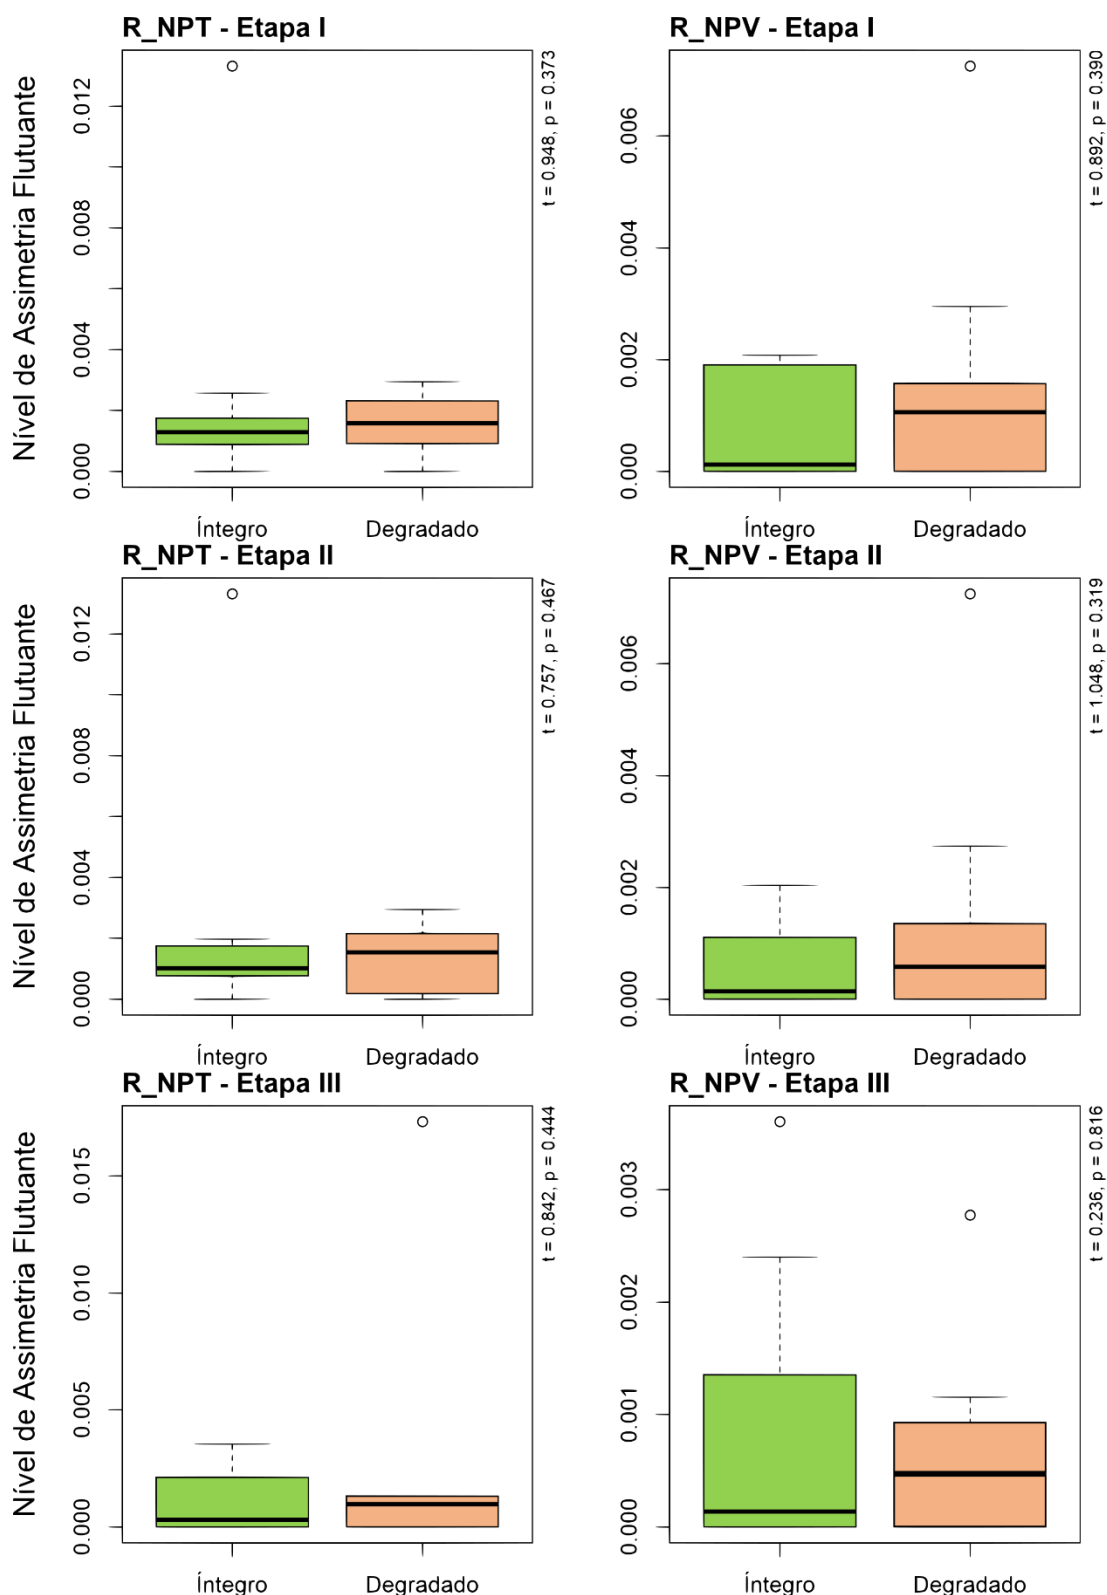 R_NPT - Etapa I
Nível de Assimetria Flutuante
0.012
0.008
0.004
0.000
Íntegro
Degradado
t = 0.948, p = 0.373
R_NPV - Etapa I
0.006
0.004
0.002
0.000
Íntegro
Degradado
t = 0.892, p = 0.390
R_NPT - Etapa II
Nível de Assimetria Flutuante
0.012
0.008
0.004
0.000
Íntegro
Degradado
t = 0.757, p = 0.467
R_NPV - Etapa II
0.006
0.004
0.002
0.000
Íntegro
Degradado
t = 1.048, p = 0.319
R_NPT - Etapa III
Nível de Assimetria Flutuante
0.015
0.010
0.005
0.000
Íntegro
Degradado
t = 0.842, p = 0.444
R_NPV - Etapa III
0.003
0.002
0.001
0.000
Íntegro
Degradado
t = 0.236, p = 0.816